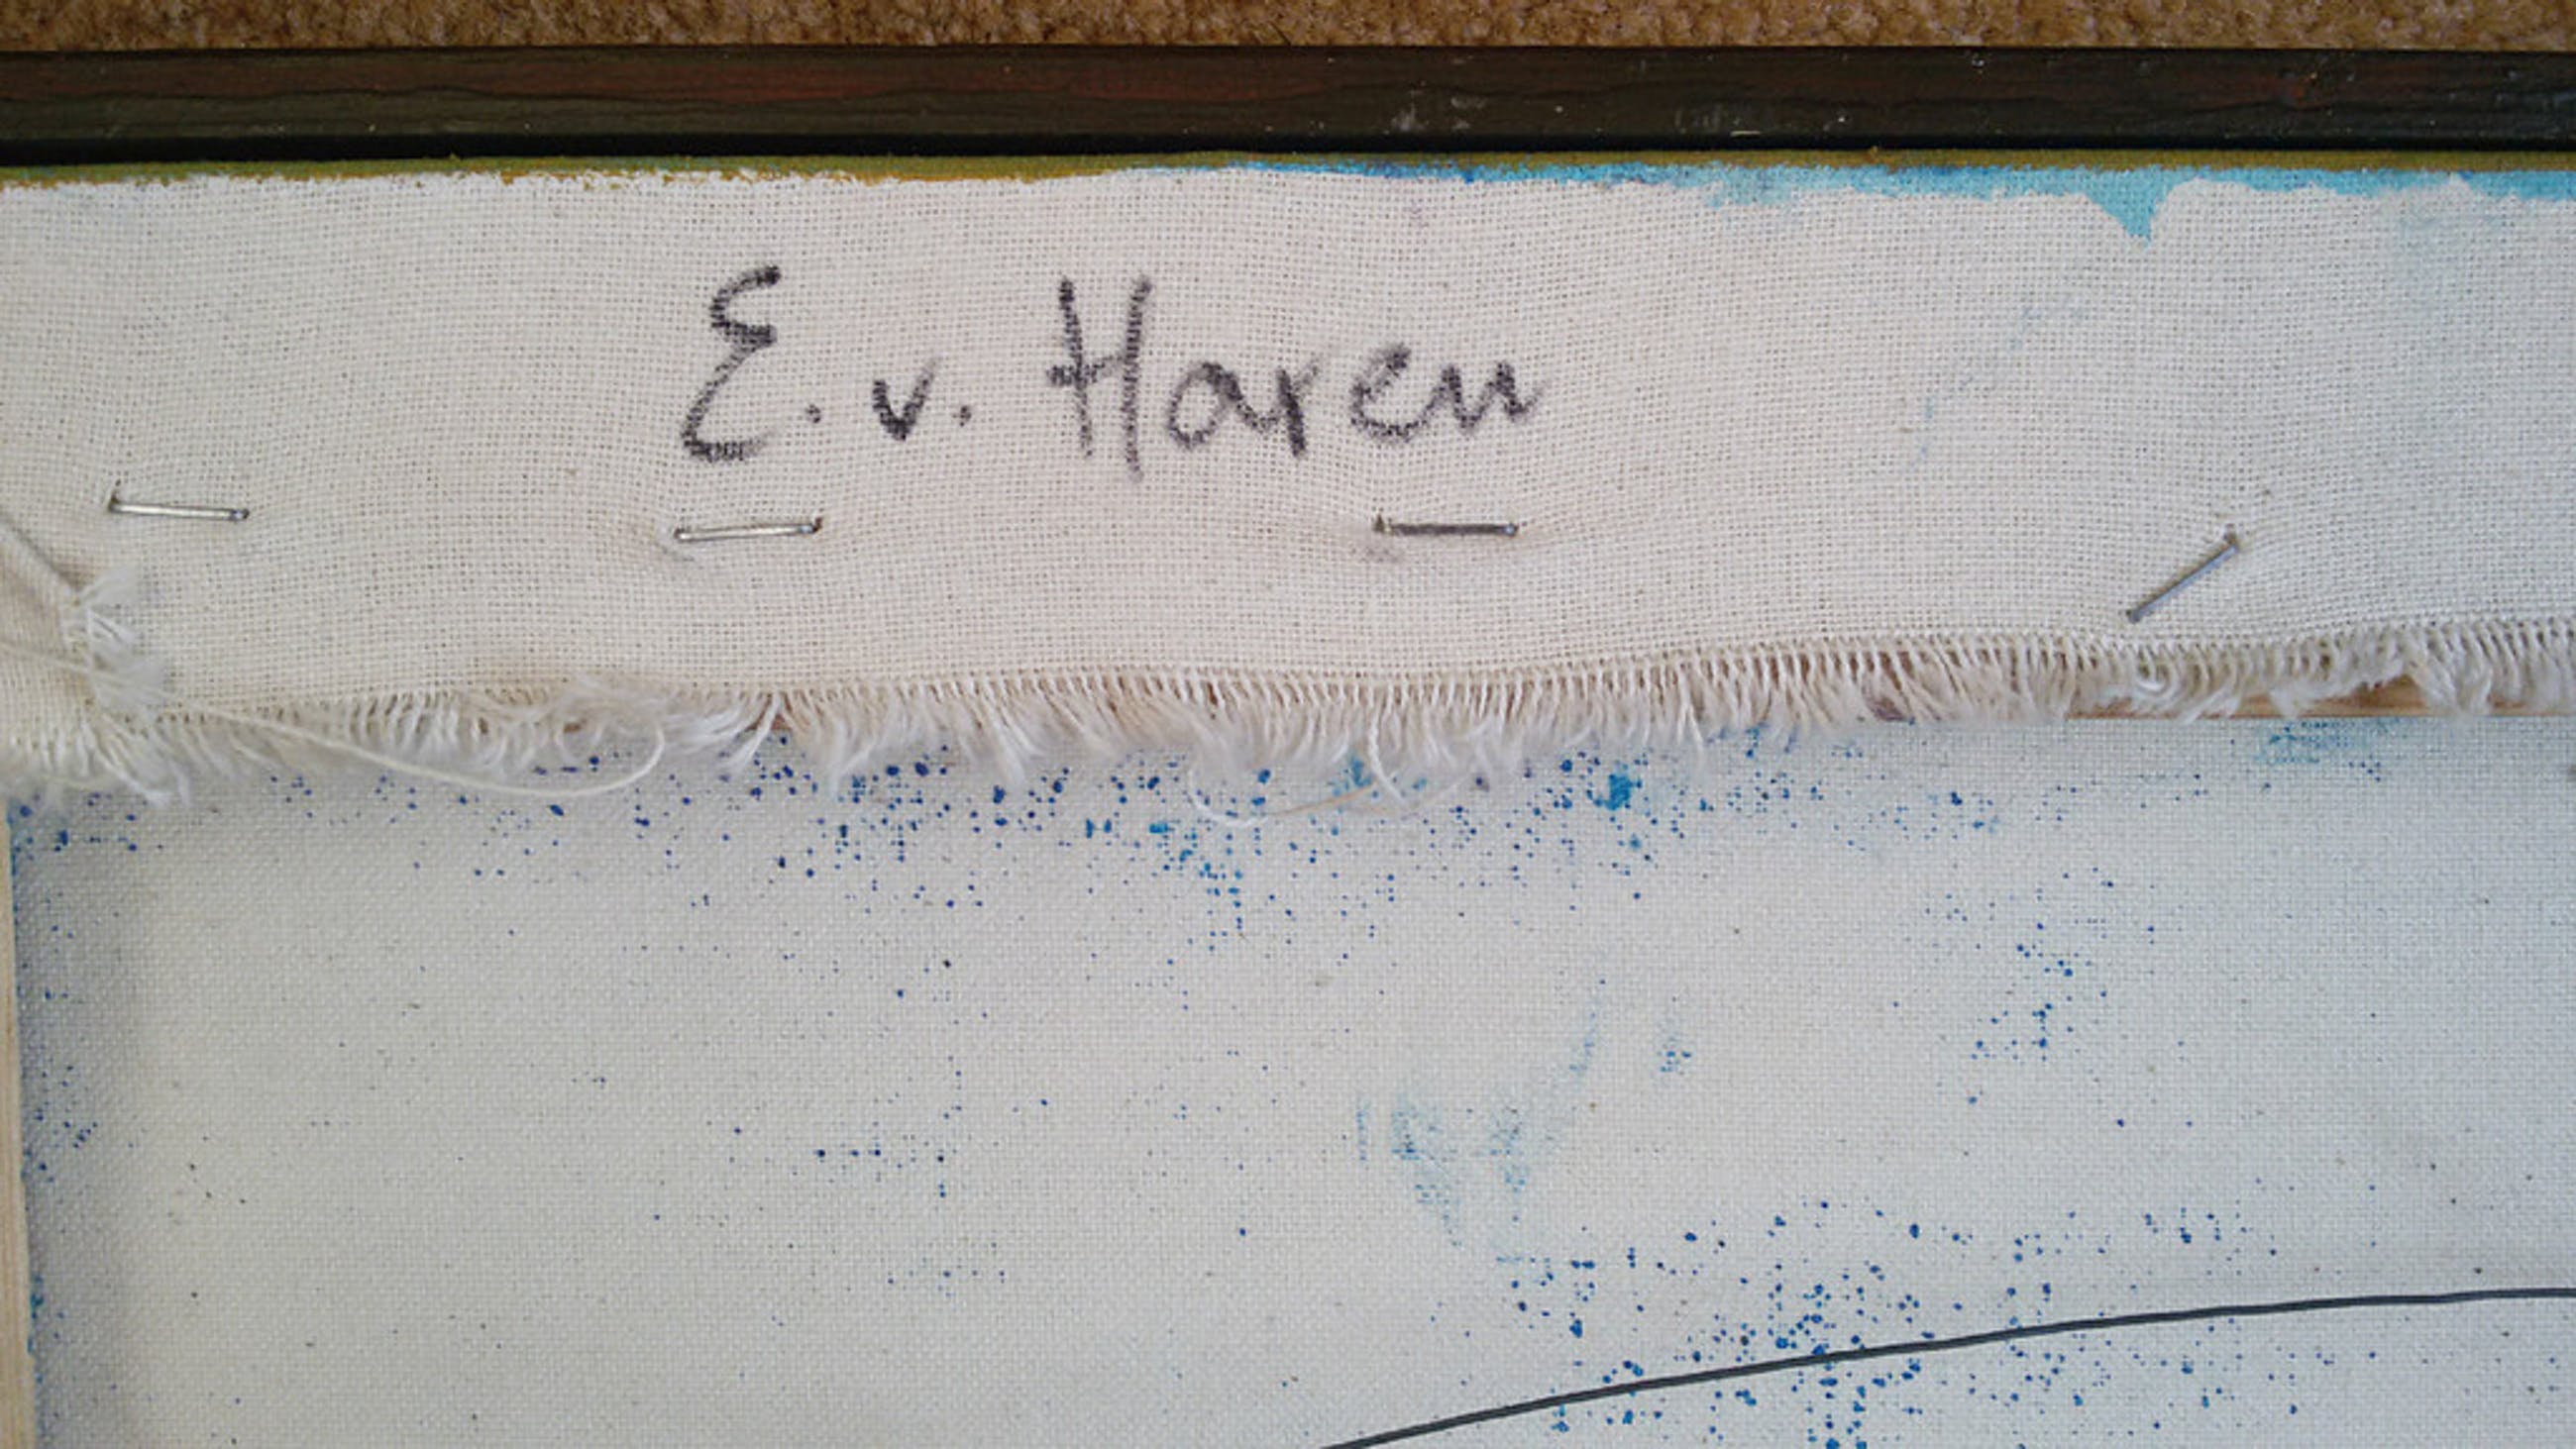 E. v. Haren